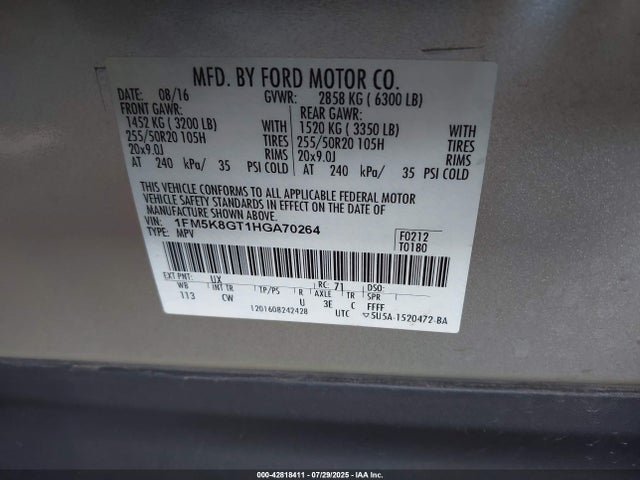 MFD. BY FORD MOTOR CO.
DATE: 08/16 GVWR: 2858 KG ( 6300 LB)
FRONT GAWR: REAR GAWR:
1452 KG ( 3200 LB) WITH 1520 KG ( 3350 LB) WITH
255/50R20 105H TIRES 255/50R20 105H TIRES
20x9.0J RIMS 20x9.0J RIMS
AT 240 kPa/ 35 PSI COLD AT 240 kPa/ 35 PSI COLD
THIS VEHICLE CONFORMS TO ALL APPLICABLE FEDERAL MOTOR
VEHICLE SAFETY STANDARDS AND BUMPER STANDARDS
IN EFFECT ON THE DATE OF MANUFACTURE SHOWN ABOVE.
VIN: 1FM5K8GT1HGA70264 F0212
TYPE: MPV T0180
EXT PNT: UX RC: 71 DSO:
WB INT TR TP/PS R AXLE TR SPR
113 CW U 3E C FFFF
1201608242428 UTC ▽5U5A-1520472-BA
000-42818411 - 07/29/2025 - IAA Inc.